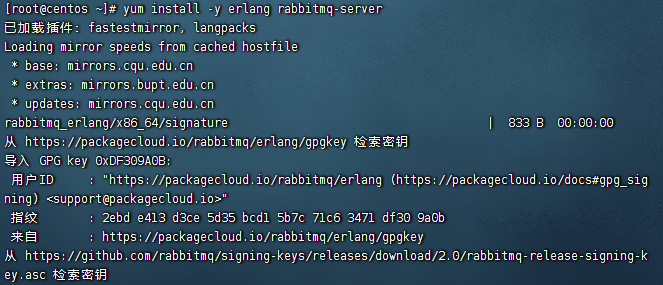 [root@centos ~]# yum install -y erlang rabbitmq-server
已加载插件: fastestmirror, langpacks
Loading mirror speeds from cached hostfile
 * base: mirrors.cqu.edu.cn
 * extras: mirrors.bupt.edu.cn
 * updates: mirrors.cqu.edu.cn
rabbitmq_erlang/x86_64/signature | 833 B 00:00:00
从 https://packagecloud.io/rabbitmq/erlang/gpgkey 检索密钥
导入 GPG key 0xDF309A0B:
 用户ID : "https://packagecloud.io/rabbitmq/erlang (https://packagecloud.io/docs#gpg_sig
ning) <support@packagecloud.io>"
 指纹 : 2ebd e413 d3ce 5d35 bcd1 5b7c 71c6 3471 df30 9a0b
 来自 : https://packagecloud.io/rabbitmq/erlang/gpgkey
从 https://github.com/rabbitmq/signing-keys/releases/download/2.0/rabbitmq-release-signing-k
ey.asc 检索密钥